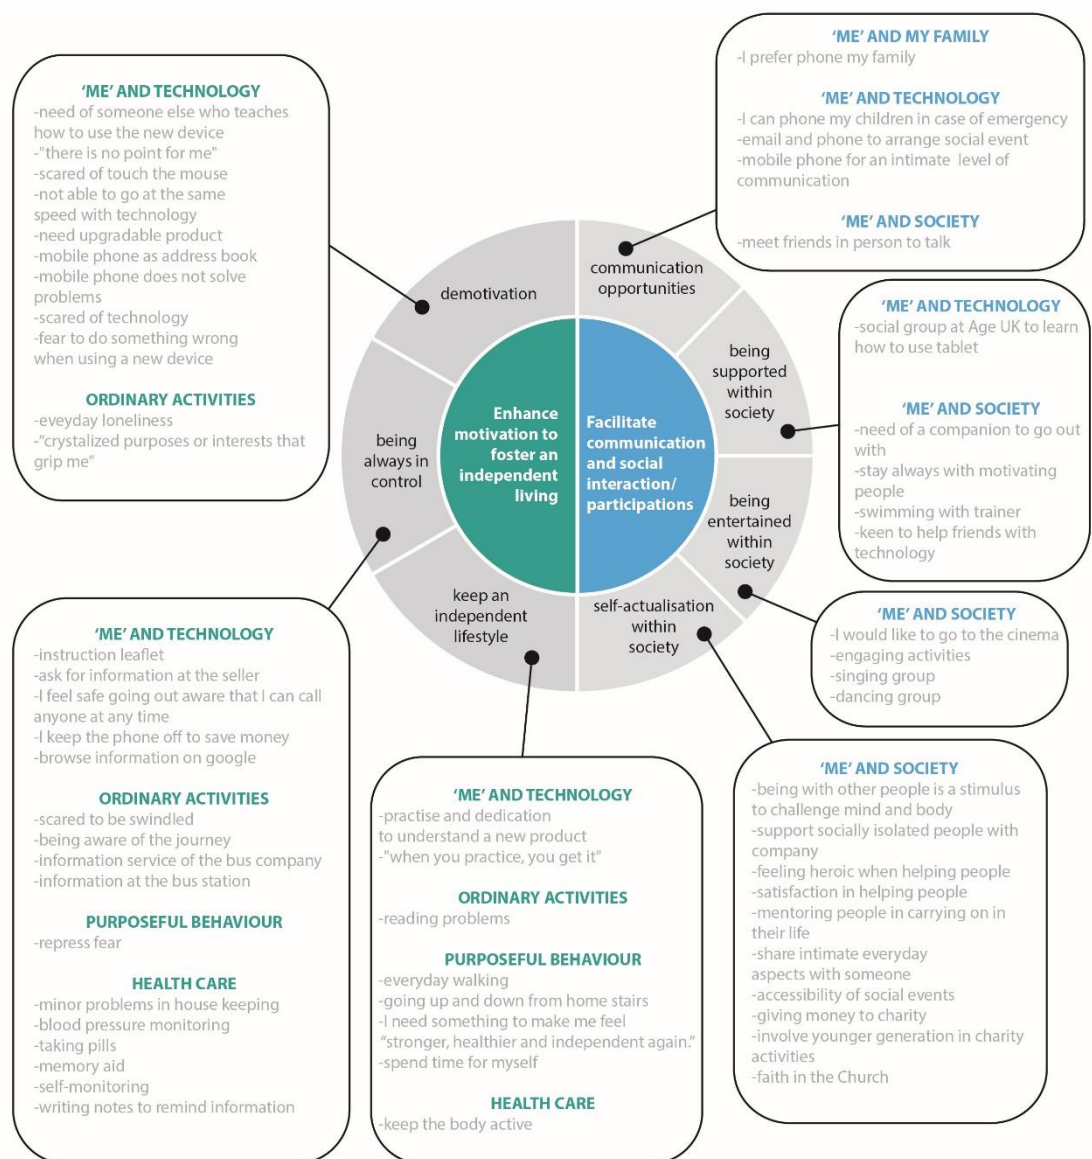 'ME' AND TECHNOLOGY
-need of someone else who teaches
how to use the new device
-"there is no point for me"
-scared of touch the mouse
-not able to go at the same
speed with technology
-need upgradable product
-mobile phone as address book
-mobile phone does not solve
problems
-scared of technology
-fear to do something wrong
when using a new device
ORDINARY ACTIVITIES
-eveyday loneliness
-"crystalized purposes or interests that
grip me"
'ME' AND MY FAMILY
-I prefer phone my family
'ME' AND TECHNOLOGY
-I can phone my children in case of emergency
-email and phone to arrange social event
-mobile phone for an intimate level of
communication
'ME' AND SOCIETY
-meet friends in person to talk
demotivation
communication
opportunities
being
supported
within
society
being
always in
control
Enhance
motivation to
foster an
independent
living
Facilitate
communication
and social
interaction/
participations
being
entertained
within
society
keep an
independent
lifestyle
self-actualisation
within
society
'ME' AND TECHNOLOGY
-social group at Age UK to learn
how to use tablet
'ME' AND SOCIETY
-need of a companion to go out
with
-stay always with motivating
people
-swimming with trainer
-keen to help friends with
technology
'ME' AND SOCIETY
-I would like to go to the cinema
-engaging activities
-singing group
-dancing group
'ME' AND TECHNOLOGY
-instruction leaflet
-ask for information at the seller
-I feel safe going out aware that I can call
anyone at any time
-I keep the phone off to save money
-browse information on google
ORDINARY ACTIVITIES
-scared to be swindled
-being aware of the journey
-information service of the bus company
-information at the bus station
PURPOSEFUL BEHAVIOUR
-repress fear
HEALTH CARE
-minor problems in house keeping
-blood pressure monitoring
-taking pills
-memory aid
-self-monitoring
-writing notes to remind information
'ME' AND TECHNOLOGY
-practise and dedication
to understand a new product
-"when you practice, you get it"
ORDINARY ACTIVITIES
-reading problems
PURPOSEFUL BEHAVIOUR
-everyday walking
-going up and down from home stairs
-I need something to make me feel
"stronger, healthier and independent again."
-spend time for myself
HEALTH CARE
-keep the body active
'ME' AND SOCIETY
-being with other people is a stimulus
to challenge mind and body
-support socially isolated people with
company
-feeling heroic when helping people
-satisfaction in helping people
-mentoring people in carrying on in
their life
-share intimate everyday
aspects with someone
-accessibility of social events
-giving money to charity
-involve younger generation in charity
activities
-faith in the Church